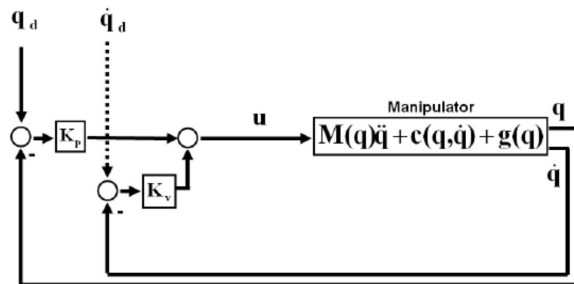 q d
q̇ d
Manipulator
q
K P
u
M(q)q̈ + c(q,q̇) + g(q)
-
q̇
K v
-